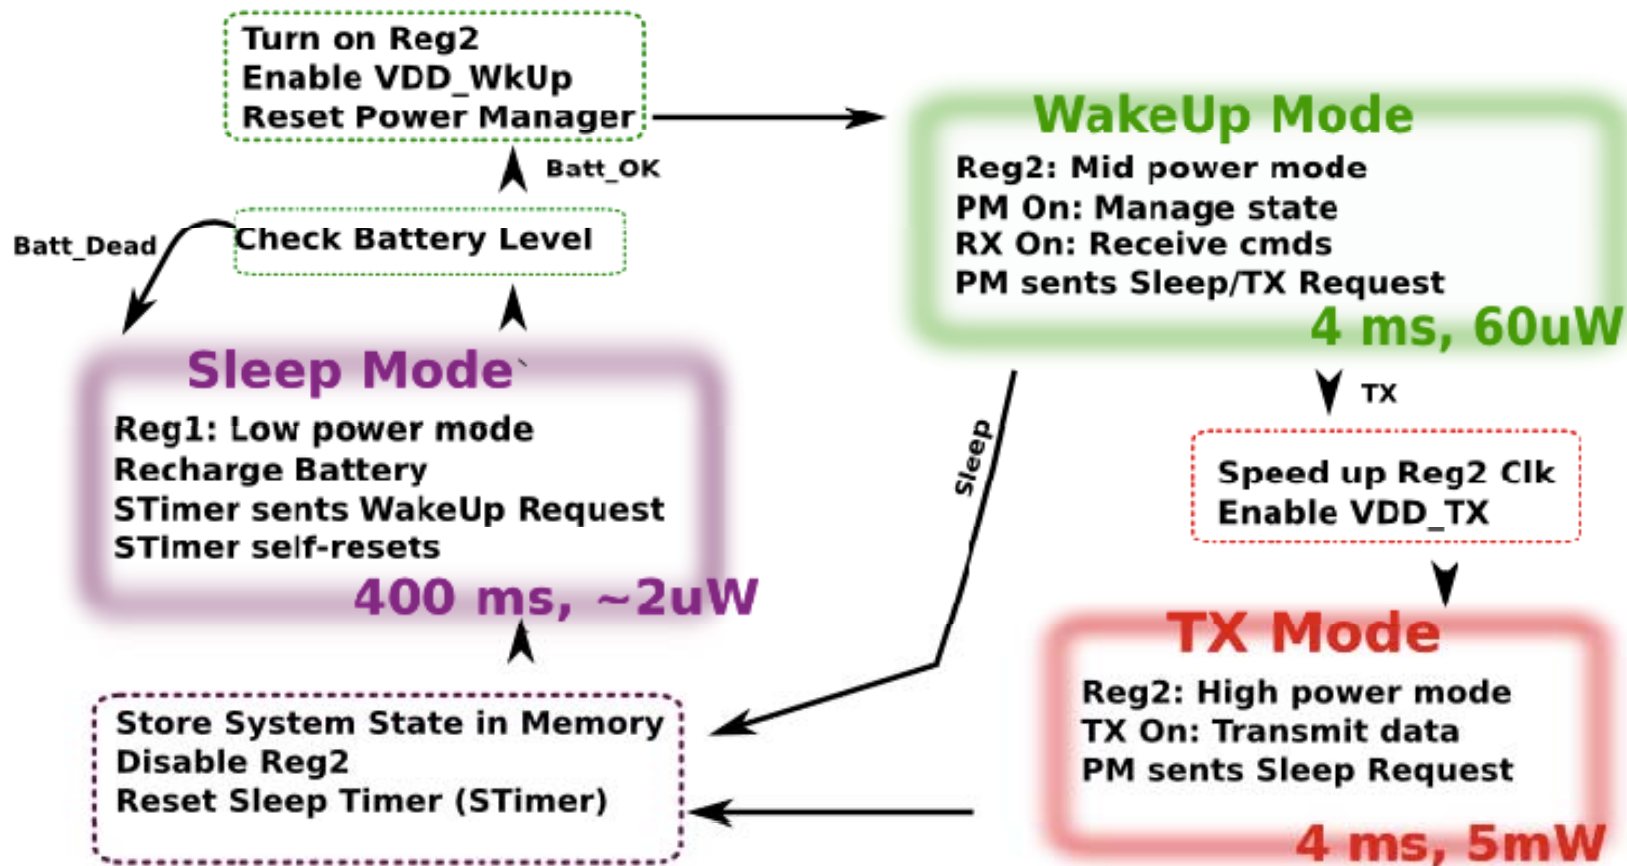 Turn on Reg2
Enable VDD_WkUp
Reset Power Manager
Batt_OK
Batt_Dead
Check Battery Level
WakeUp Mode
Reg2: Mid power mode
PM On: Manage state
RX On: Receive cmds
PM sents Sleep/TX Request
4 ms, 60uW
Sleep Mode
Reg1: Low power mode
Recharge Battery
STimer sents WakeUp Request
STimer self-resets
400 ms, ~2uW
Sleep
TX
Speed up Reg2 Clk
Enable VDD_TX
TX Mode
Reg2: High power mode
TX On: Transmit data
PM sents Sleep Request
4 ms, 5mW
Store System State in Memory
Disable Reg2
Reset Sleep Timer (STimer)